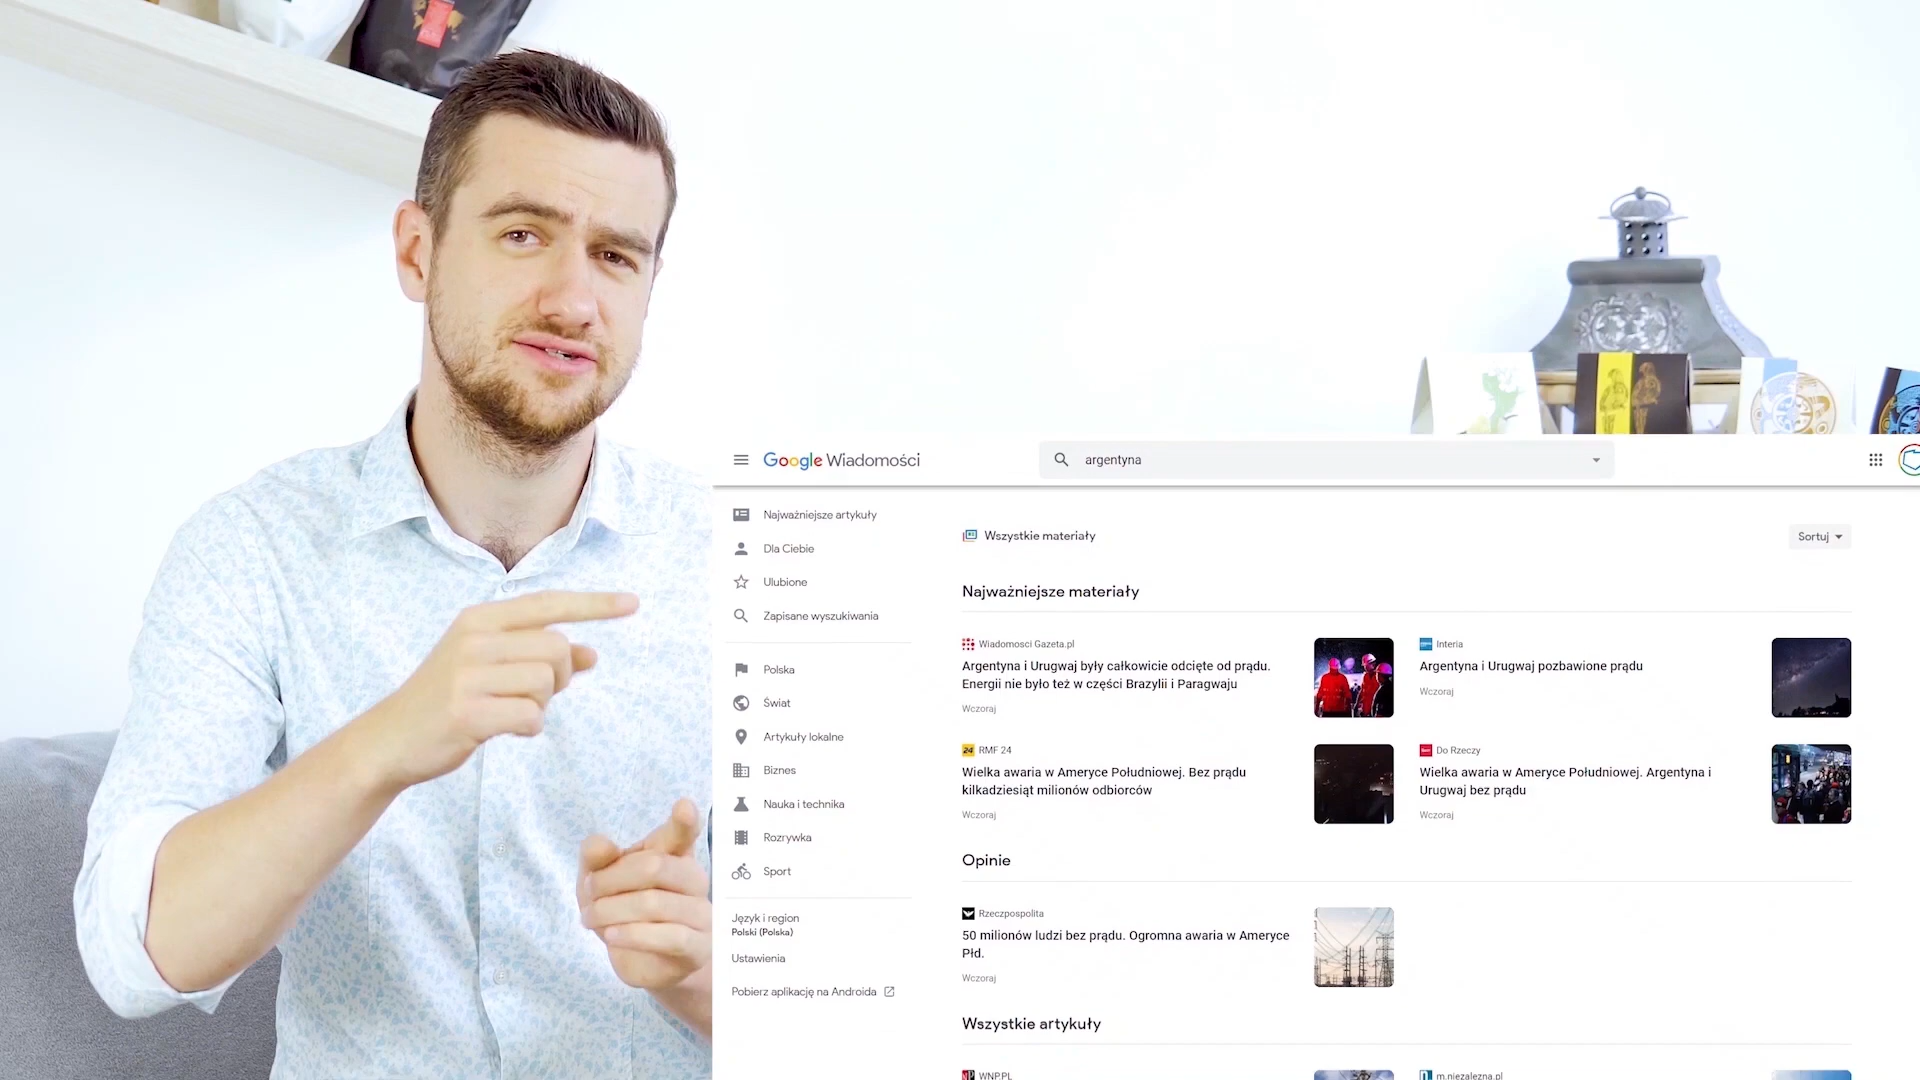 Google Wiadomości
argentyna
Najważniejsze artykuły
Dla Ciebie
Ulubione
Zapisane wyszukiwania
Polska
Świat
Artykuły lokalne
Biznes
Nauka i technika
Rozrywka
Sport
Język i region
Polski (Polska)
Ustawienia
Pobierz aplikację na Androida
Wszystkie materiały
Sortuj
Najważniejsze materiały
Wiadomosci Gazeta.pl
Argentyna i Urugwaj były całkowicie odcięte od prądu.
Energii nie było też w części Brazylii i Paragwaju
Wczoraj
Interia
Argentyna i Urugwaj pozbawione prądu
Wczoraj
24 RMF 24
Wielka awaria w Ameryce Południowej. Bez prądu
kilkadziesiąt milionów odbiorców
Wczoraj
Do Rzeczy
Wielka awaria w Ameryce Południowej. Argentyna i
Urugwaj bez prądu
Wczoraj
Opinie
Rzeczpospolita
50 milionów ludzi bez prądu. Ogromna awaria w Ameryce
Płd.
Wczoraj
Wszystkie artykuły
WNP.PL
m.niezalezna.pl